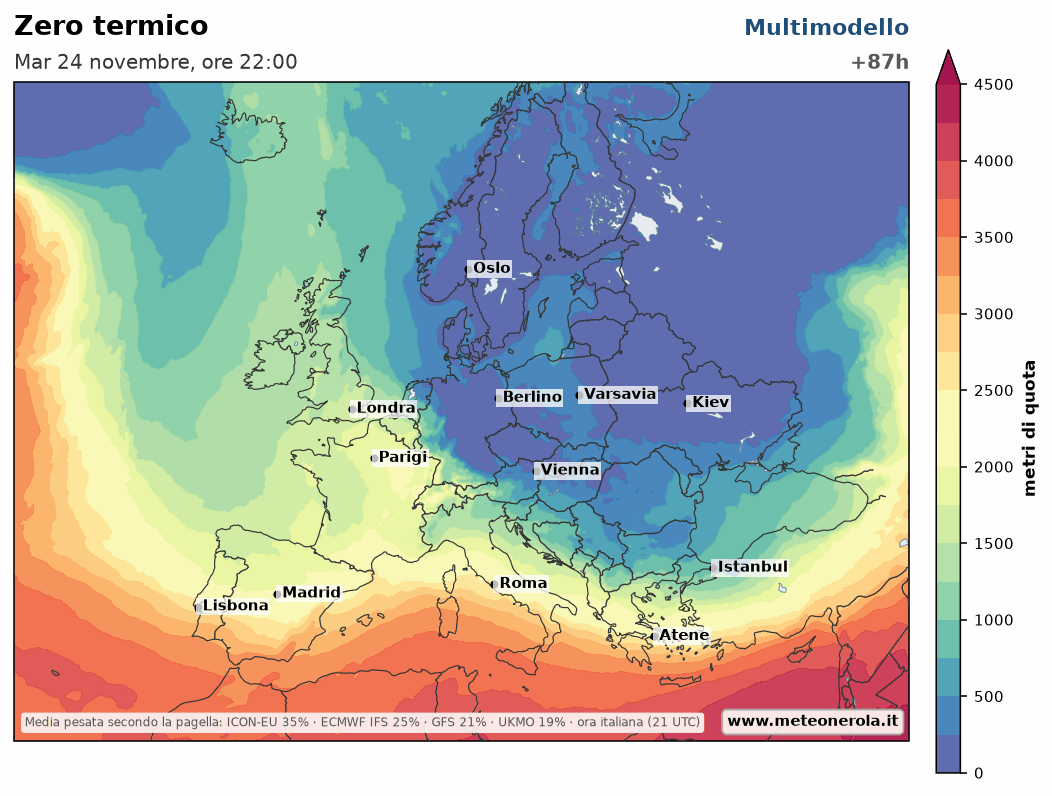 Zero termico
Multimodello
Mar 24 novembre, ore 22:00
+87h
4500
4000
3500
3000
2500
2000
1500
1000
500
0
metri di quota
Oslo
Berlino
Varsavia
Kiev
Londra
Parigi
Vienna
Istanbul
Roma
Madrid
Lisbona
Atene
Media pesata secondo la pagella: ICON-EU 35% · ECMWF IFS 25% · GFS 21% · UKMO 19% · ora italiana (21 UTC)
www.meteonerola.it